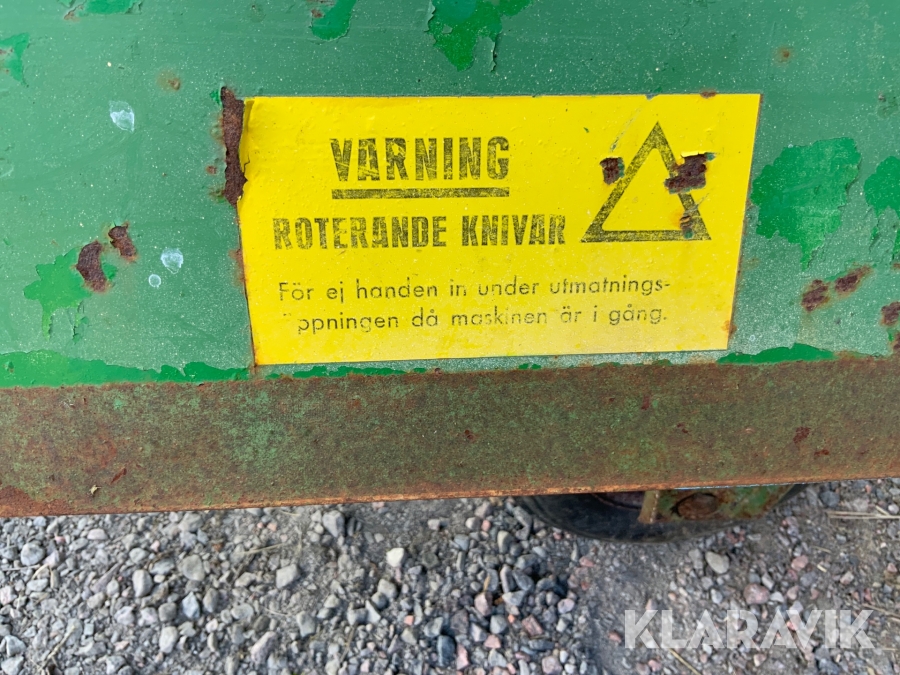 VARNING
ROTERANDE KNIVAR
För ej handen in under utmatnings-
öppningen då maskinen är i gång.
KLARAVIK